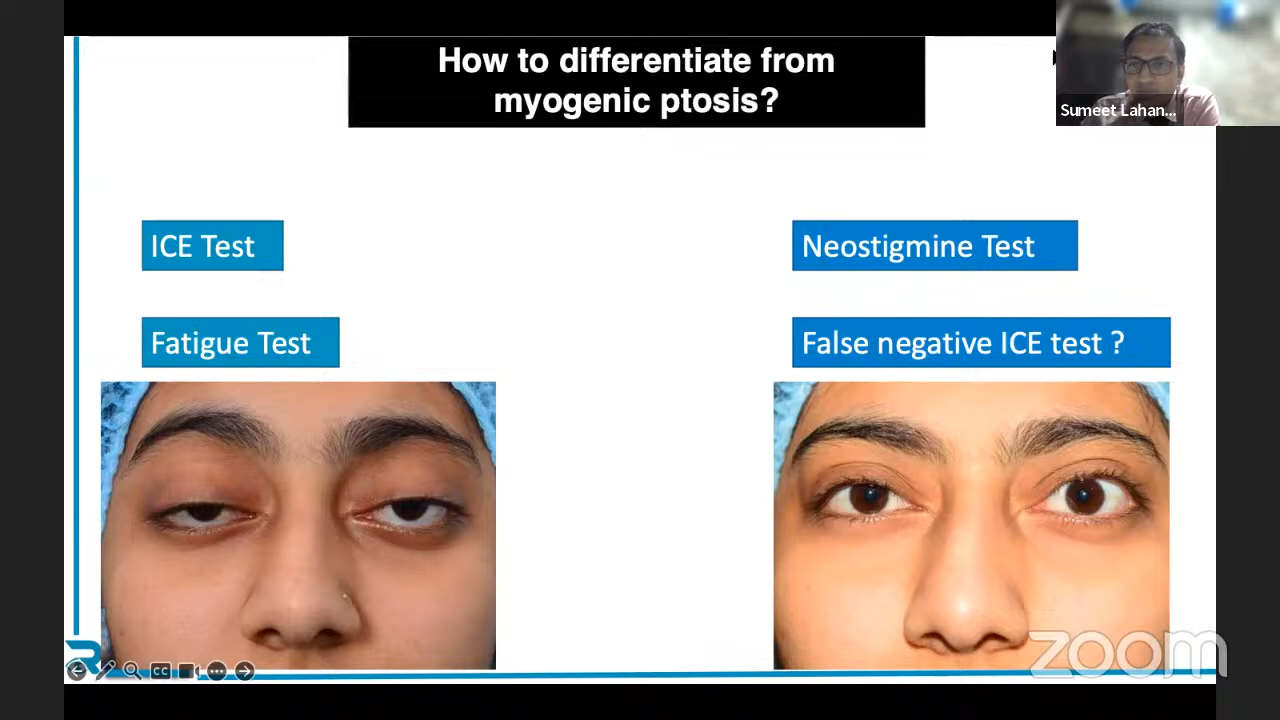 How to differentiate from
myogenic ptosis?
Sumeet Lahan...
ICE Test
Neostigmine Test
Fatigue Test
False negative ICE test ?
CC
zoom